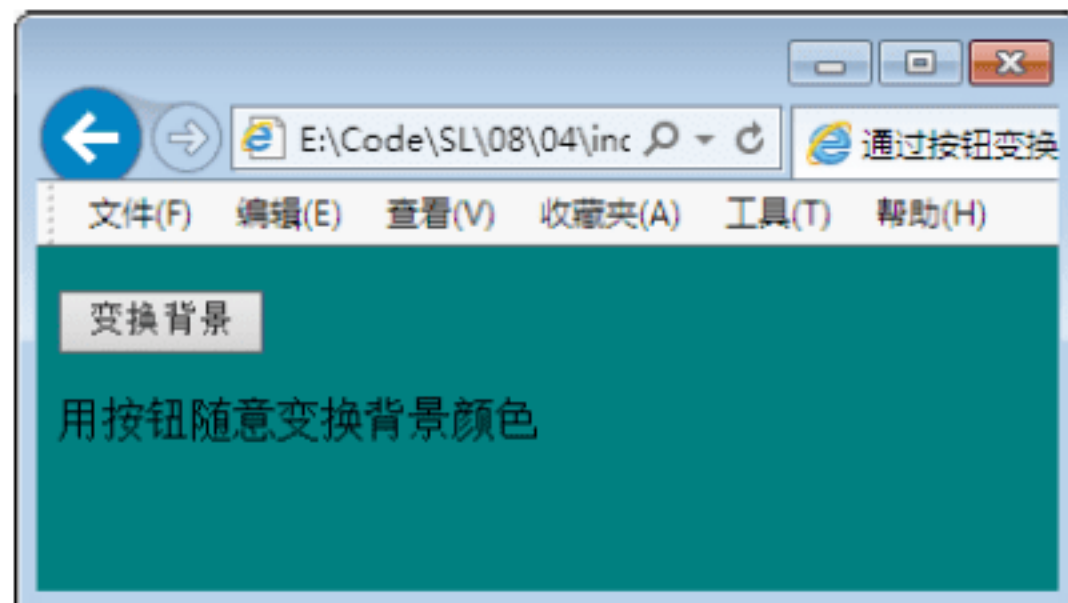 E:\Code\SL\08\04\inc
通过按钮变换
文件(F) 编辑(E) 查看(V) 收藏夹(A) 工具(T) 帮助(H)
变换背景
用按钮随意变换背景颜色